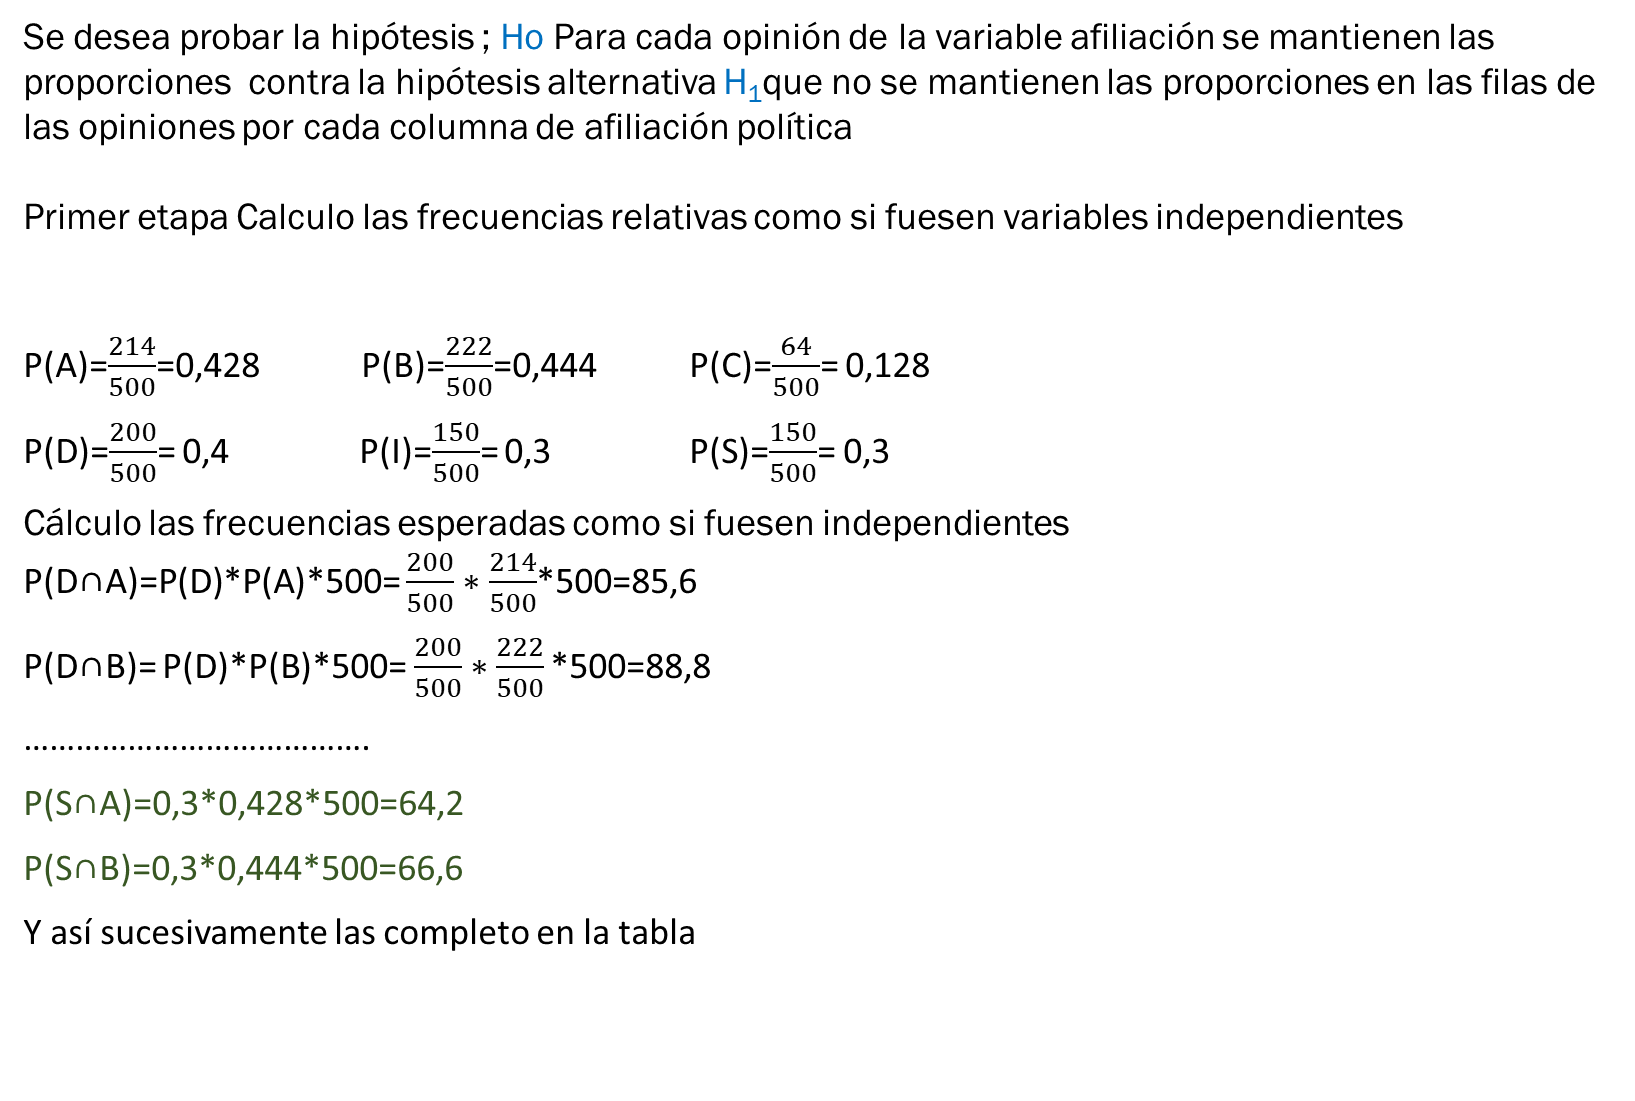 Se desea probar la hipótesis ; Ho Para cada opinión de la variable afiliación se mantienen las
proporciones contra la hipótesis alternativa H₁que no se mantienen las proporciones en las filas de
las opiniones por cada columna de afiliación política
Primer etapa Calculo las frecuencias relativas como si fuesen variables independientes
P(A)=214/500=0,428 P(B)=222/500=0,444 P(C)=64/500= 0,128
P(D)=200/500= 0,4 P(I)=150/500= 0,3 P(S)=150/500= 0,3
Cálculo las frecuencias esperadas como si fuesen independientes
P(D∩A)=P(D)*P(A)*500=200/500 * 214/500*500=85,6
P(D∩B)= P(D)*P(B)*500= 200/500 * 222/500 *500=88,8
………………………………….
P(S∩A)=0,3*0,428*500=64,2
P(S∩B)=0,3*0,444*500=66,6
Y así sucesivamente las completo en la tabla